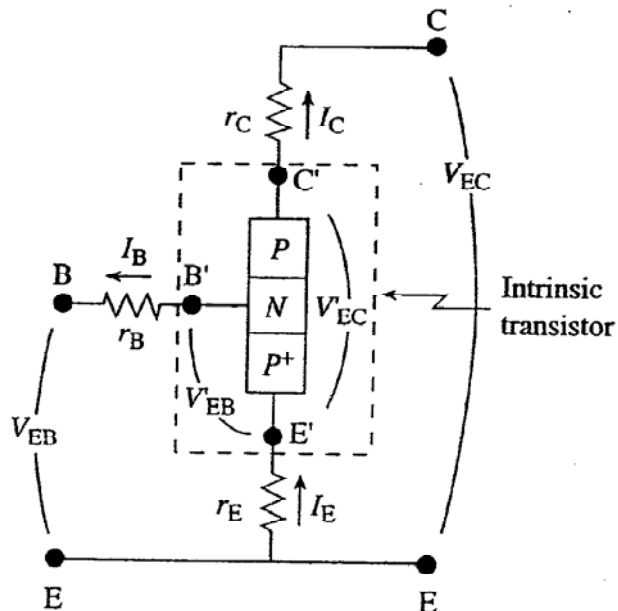 C
r_C
I_C
C'
V_EC
P
I_B
B
B'
N
V'_EC
Intrinsic
transistor
r_B
P⁺
V'_EB
V_EB
E'
r_E
I_E
E
E